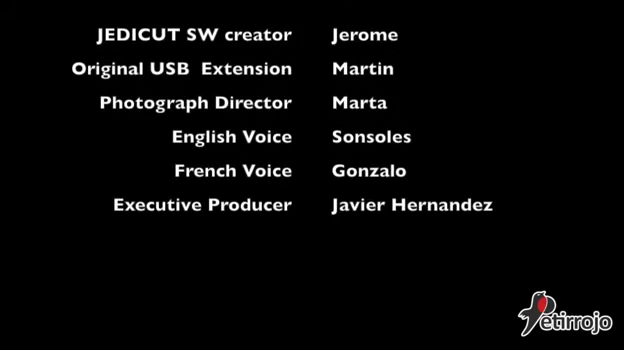 JEDICUT SW creator Jerome
Original USB Extension Martin
Photograph Director Marta
English Voice Sonsoles
French Voice Gonzalo
Executive Producer Javier Hernandez
Petirrojo